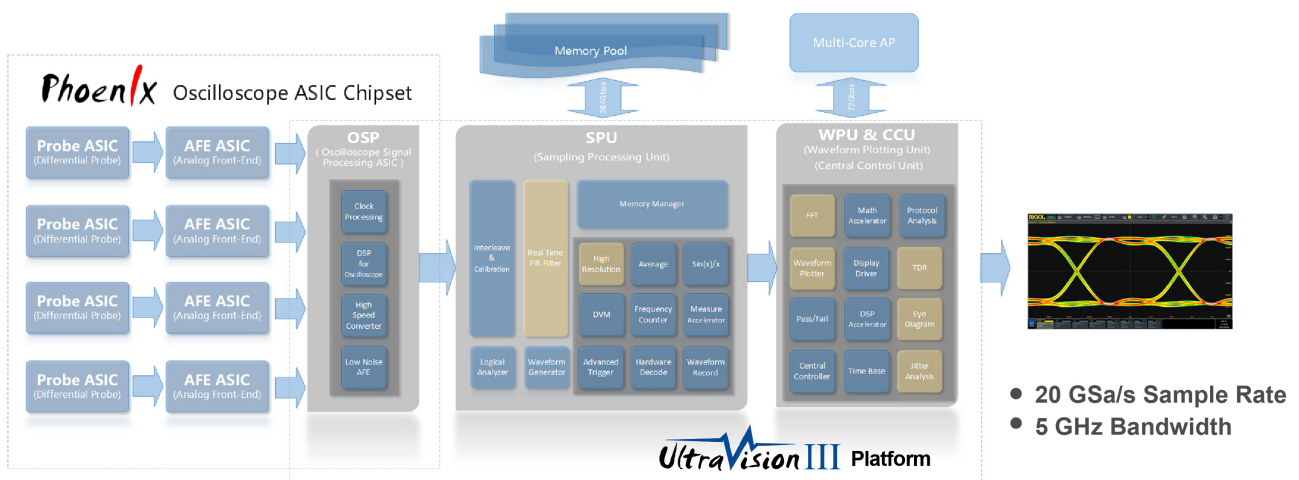 Memory Pool
Multi-Core AP
Phoenix Oscilloscope ASIC Chipset
384Gbps
72Gbps
Probe ASIC
(Differential Probe)
AFE ASIC
(Analog Front-End)
Probe ASIC
(Differential Probe)
AFE ASIC
(Analog Front-End)
Probe ASIC
(Differential Probe)
AFE ASIC
(Analog Front-End)
Probe ASIC
(Differential Probe)
AFE ASIC
(Analog Front-End)
OSP
( Oscilloscope Signal
Processing ASIC )
Clock
Processing
DSP
for
Oscilloscope
High
Speed
Converter
Low Noise
AFE
SPU
(Sampling Processing Unit)
Interleave
&
Calibration
Real Time
FIR Filter
Memory Manager
High
Resolution
Average
Sin(x)/x
DVM
Frequency
Counter
Measure
Accelerator
Logical
Analyzer
Waveform
Generator
Advanced
Trigger
Hardware
Decode
Waveform
Record
WPU & CCU
(Waveform Plotting Unit)
(Central Control Unit)
FFT
Math
Accelerator
Protocol
Analysis
Waveform
Plotter
Display
Driver
TDR
Pass/Fail
DSP
Accelerator
Eye
Diagram
Central
Controller
Time Base
Jitter
Analysis
RIGOL
• 20 GSa/s Sample Rate
• 5 GHz Bandwidth
UltraVision III Platform